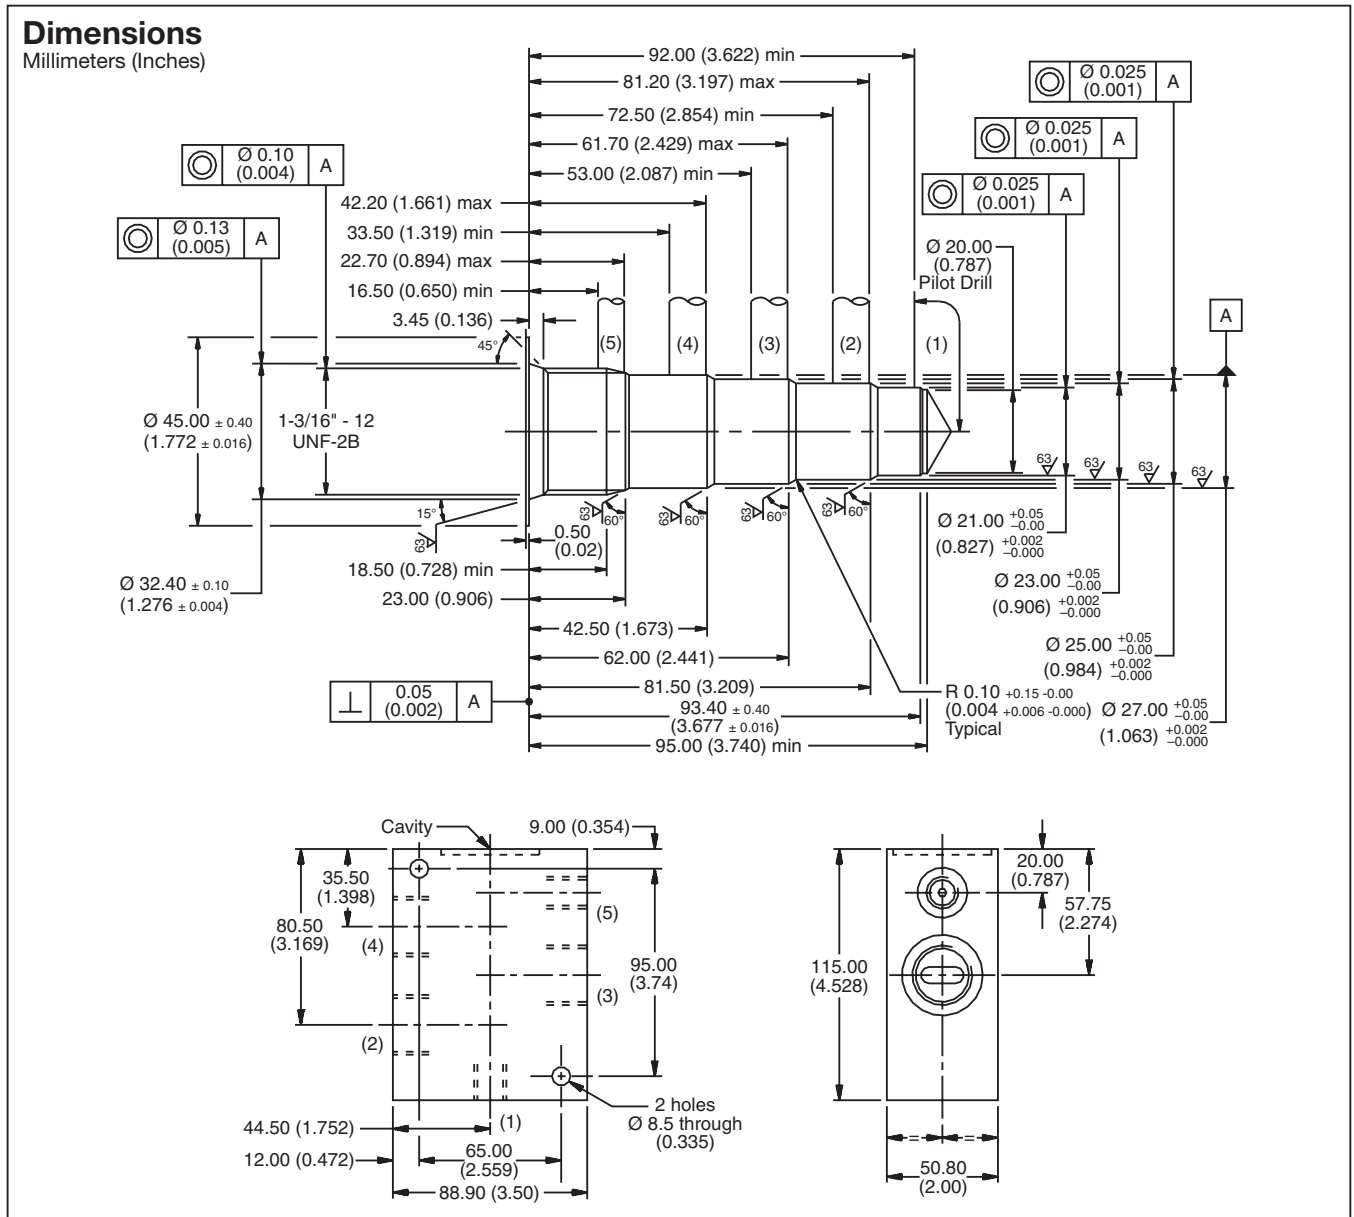 Dimensions
Millimeters (Inches)
92.00 (3.622) min
81.20 (3.197) max
72.50 (2.854) min
61.70 (2.429) max
53.00 (2.087) min
42.20 (1.661) max
33.50 (1.319) min
22.70 (0.894) max
16.50 (0.650) min
3.45 (0.136)
Ø 0.10
(0.004)
A
Ø 0.13
(0.005)
A
Ø 0.025
(0.001)
A
Ø 0.025
(0.001)
A
Ø 0.025
(0.001)
A
Ø 20.00
(0.787)
Pilot Drill
A
45°
(5)
(4)
(3)
(2)
(1)
Ø 45.00 ± 0.40
(1.772 ± 0.016)
1-3/16" - 12
UNF-2B
63
63
63
63
15°
63
63
60°
63
60°
63
60°
63
60°
0.50
(0.02)
Ø 32.40 ± 0.10
(1.276 ± 0.004)
18.50 (0.728) min
23.00 (0.906)
42.50 (1.673)
62.00 (2.441)
81.50 (3.209)
93.40 ± 0.40
(3.677 ± 0.016)
95.00 (3.740) min
0.05
(0.002)
A
Ø 21.00 +0.05 –0.00
(0.827) +0.002 –0.000
Ø 23.00 +0.05 –0.00
(0.906) +0.002 –0.000
Ø 25.00 +0.05 –0.00
(0.984) +0.002 –0.000
R 0.10 +0.15 -0.00
(0.004 +0.006 -0.000)
Typical
Ø 27.00 +0.05 –0.00
(1.063) +0.002 –0.000
Cavity
9.00 (0.354)
35.50
(1.398)
80.50
(3.169)
(5)
(4)
(3)
(2)
(1)
95.00
(3.74)
2 holes
Ø 8.5 through
(0.335)
44.50 (1.752)
12.00 (0.472)
65.00
(2.559)
88.90 (3.50)
20.00
(0.787)
57.75
(2.274)
115.00
(4.528)
= =
50.80
(2.00)